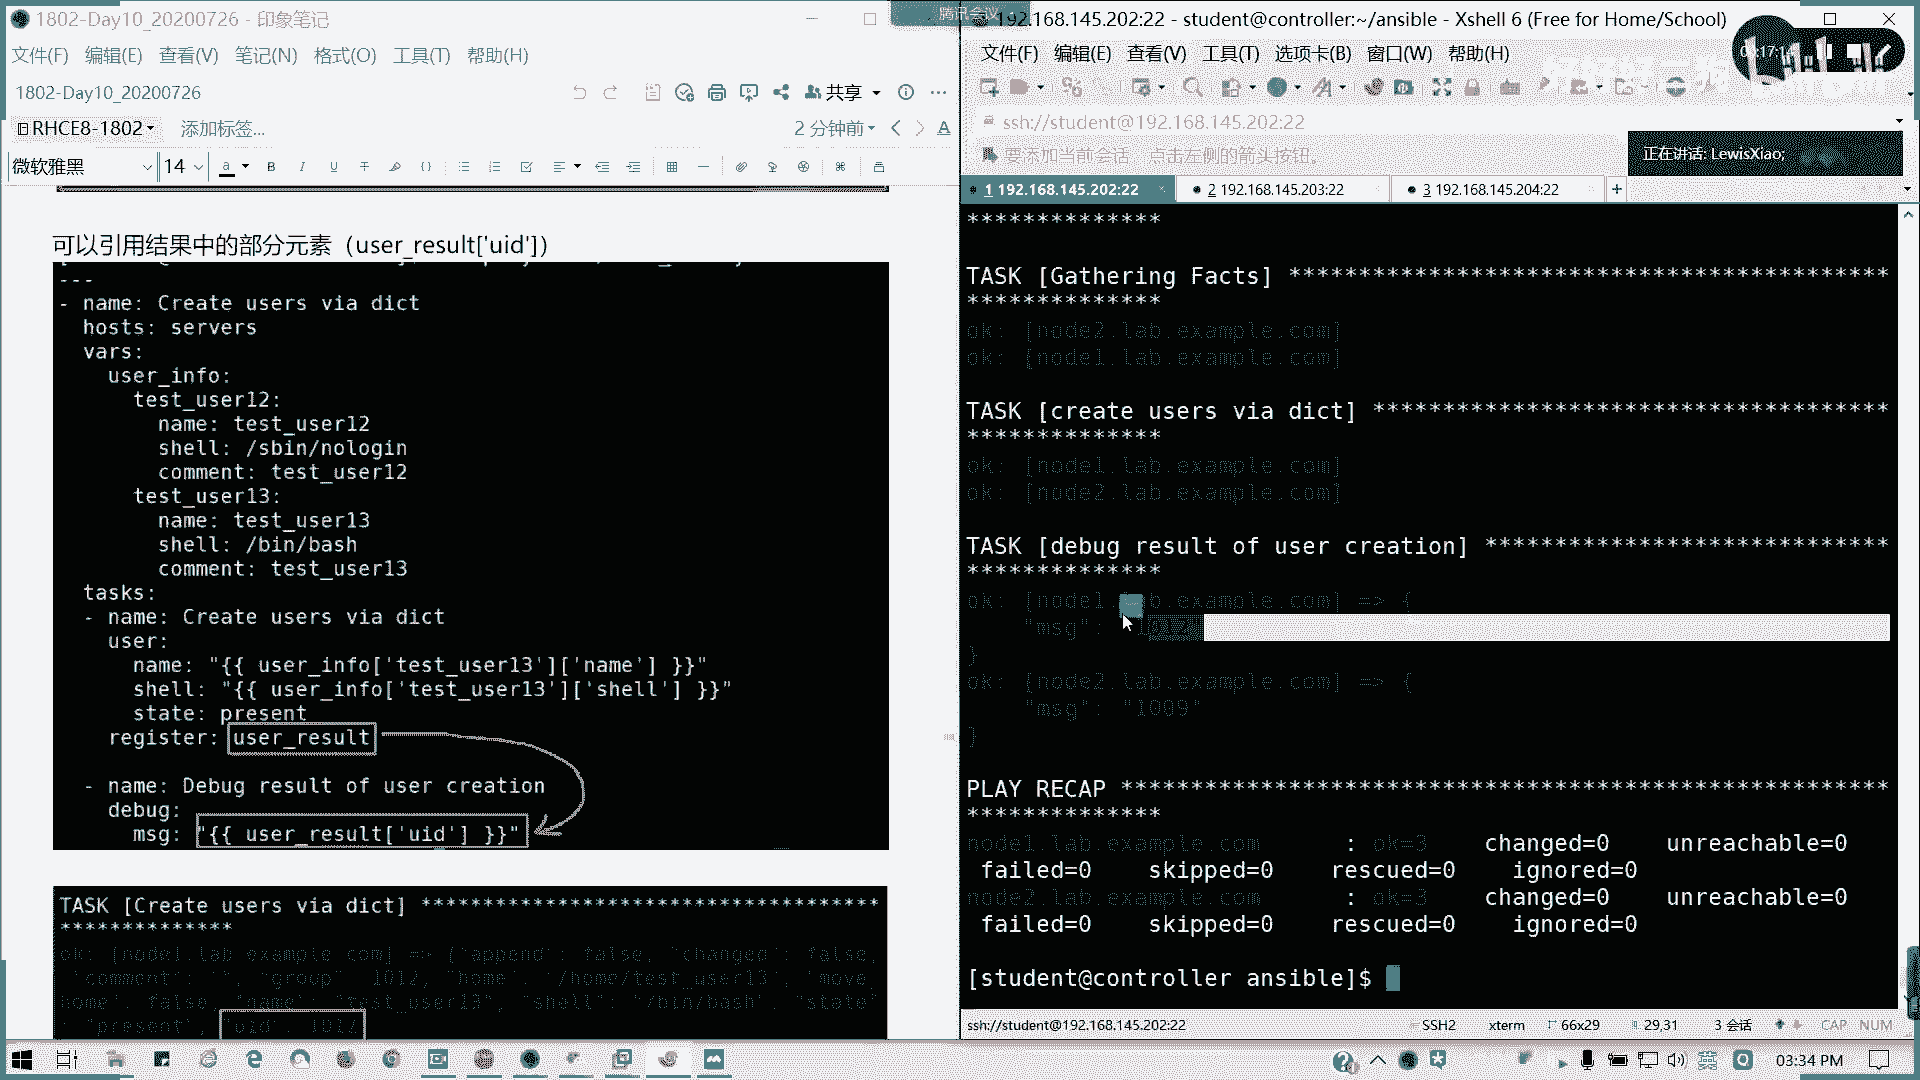 1802-Day10_20200726 - 印象笔记
文件(F) 编辑(E) 查看(V) 笔记(N) 格式(O) 工具(T) 帮助(H)
1802-Day10_20200726
共享
RHCE8-1802
添加标签...
2 分钟前
微软雅黑
14
可以引用结果中的部分元素（user_result['uid']）
---
- name: Create users via dict
hosts: servers
vars:
user_info:
test_user12:
name: test_user12
shell: /sbin/nologin
comment: test_user12
test_user13:
name: test_user13
shell: /bin/bash
comment: test_user13
tasks:
- name: Create users via dict
user:
name: "{{ user_info['test_user13']['name'] }}"
shell: "{{ user_info['test_user13']['shell'] }}"
state: present
register: user_result
- name: Debug result of user creation
debug:
msg: "{{ user_result['uid'] }}"
TASK [Create users via dict] ************************************
**************
ok: [node1.lab.example.com] => {"append": false, "changed": false,
"comment": "", "group": 1012, "home": "/home/test_user13", "move_
home": false, "name": "test_user13", "shell": "/bin/bash", "state"
: "present", "uid": 1012
腾讯会议
192.168.145.202:22 - student@controller:~/ansible - Xshell 6 (Free for Home/School)
文件(F) 编辑(E) 查看(V) 工具(T) 选项卡(B) 窗口(W) 帮助(H)
ssh://student@192.168.145.202:22
要添加当前会话，点击左侧的箭头按钮。
正在讲话: LewisXiao;
1 192.168.145.202:22
2 192.168.145.203:22
3 192.168.145.204:22
**************
TASK [Gathering Facts] *******************************************
**************
ok: [node2.lab.example.com]
ok: [node1.lab.example.com]
TASK [create users via dict] *************************************
**************
ok: [node1.lab.example.com]
ok: [node2.lab.example.com]
TASK [debug result of user creation] *****************************
**************
ok: [node1.lab.example.com] => {
"msg":
}
ok: [node2.lab.example.com] => {
"msg": "1009"
}
PLAY RECAP *******************************************************
**************
node1.lab.example.com : ok=3 changed=0 unreachable=0
failed=0 skipped=0 rescued=0 ignored=0
node2.lab.example.com : ok=3 changed=0 unreachable=0
failed=0 skipped=0 rescued=0 ignored=0
[student@controller ansible]$
ssh://student@192.168.145.202:22
SSH2
xterm
66x29
29,31
3 会话
CAP NUM
英
03:34 PM